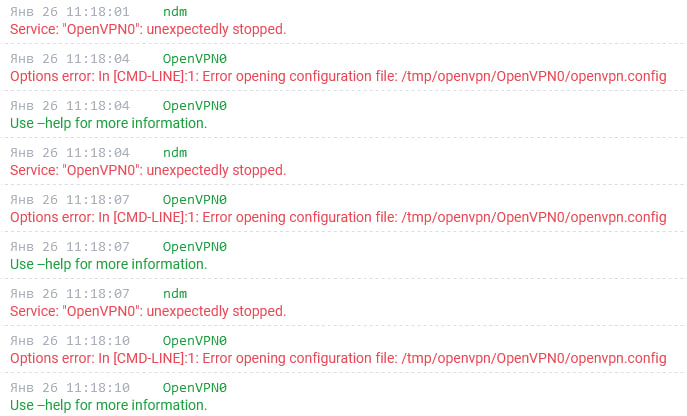 Янв 26 11:18:01 ndm
Service: "OpenVPN0": unexpectedly stopped.
Янв 26 11:18:04 OpenVPN0
Options error: In [CMD-LINE]:1: Error opening configuration file: /tmp/openvpn/OpenVPN0/openvpn.config
Янв 26 11:18:04 OpenVPN0
Use –help for more information.
Янв 26 11:18:04 ndm
Service: "OpenVPN0": unexpectedly stopped.
Янв 26 11:18:07 OpenVPN0
Options error: In [CMD-LINE]:1: Error opening configuration file: /tmp/openvpn/OpenVPN0/openvpn.config
Янв 26 11:18:07 OpenVPN0
Use –help for more information.
Янв 26 11:18:07 ndm
Service: "OpenVPN0": unexpectedly stopped.
Янв 26 11:18:10 OpenVPN0
Options error: In [CMD-LINE]:1: Error opening configuration file: /tmp/openvpn/OpenVPN0/openvpn.config
Янв 26 11:18:10 OpenVPN0
Use –help for more information.